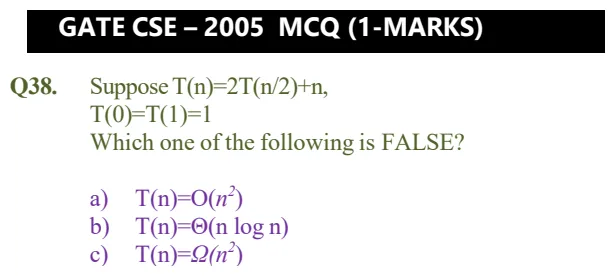 GATE CSE – 2005 MCQ (1-MARKS)
Q38. Suppose T(n)=2T(n/2)+n,
T(0)=T(1)=1
Which one of the following is FALSE?
a) T(n)=O(n²)
b) T(n)=Θ(n log n)
c) T(n)=Ω(n²)